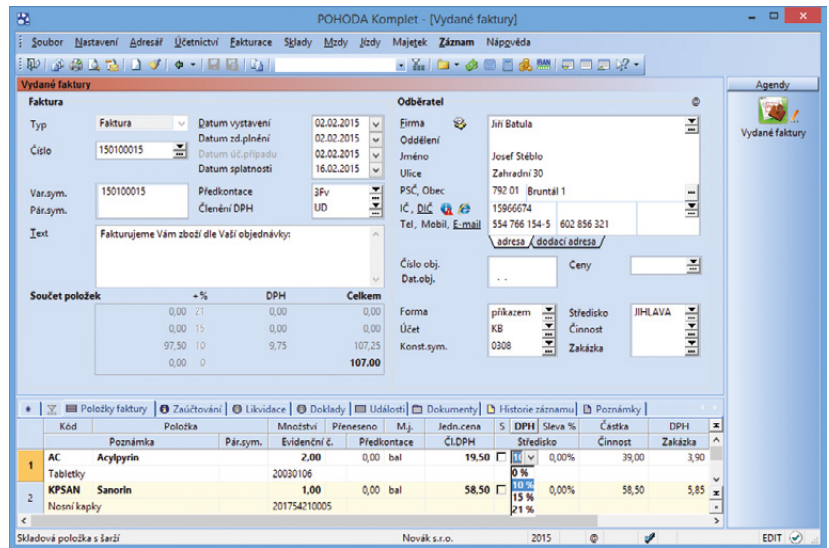 POHODA Komplet - [Vydané faktury]
Soubor Nastavení Adresář Účetnictví Fakturace Sklady Mzdy Jízdy Majetek Záznam Nápověda
Vydané faktury
Agendy
Vydané faktury
Faktura
Typ Faktura
Číslo 150100015
Var.sym. 150100015
Pár.sym.
Datum vystavení 02.02.2015
Datum zd.plnění 02.02.2015
Datum úč.případu 02.02.2015
Datum splatnosti 16.02.2015
Předkontace 3Fv
Členění DPH UD
Text Fakturujeme Vám zboží dle Vaší objednávky:
Součet položek +% DPH Celkem
0,00 21 0,00 0,00
0,00 15 0,00 0,00
97,50 10 9,75 107,25
0,00 0 107.00
Odběratel
Firma Jiří Batula
Oddělení
Jméno Josef Stéblo
Ulice Zahradní 30
PSČ, Obec 792 01 Bruntál 1
IČ, DIČ 15966674
Tel, Mobil, E-mail 554 766 154-5 602 856 321
adresa dodací adresa
Číslo obj. Ceny
Dat.obj. . .
Forma příkazem Středisko JIHLAVA
Účet KB Činnost
Konst.sym. 0308 Zakázka
Položky faktury Zaúčtování Likvidace Doklady Události Dokumenty Historie záznamu Poznámky
Kód Položka Množství Přeneseno M.j. Jedn.cena S DPH Sleva % Částka DPH
Poznámka Pár.sym. Evidenční č. Předkontace Čl.DPH Středisko Činnost Zakázka
1 AC Acylpyrin 2,00 0,00 bal 19,50 0,00% 39,00 3,90
Tabletky 20030106 0 %
10 %
2 KPSAN Sanorin 1,00 0,00 bal 58,50 0,00% 58,50 5,85
15 %
Nosní kapky 201754210005 21 %
Skladová položka s šarží Novák s.r.o. 2015 @ EDIT